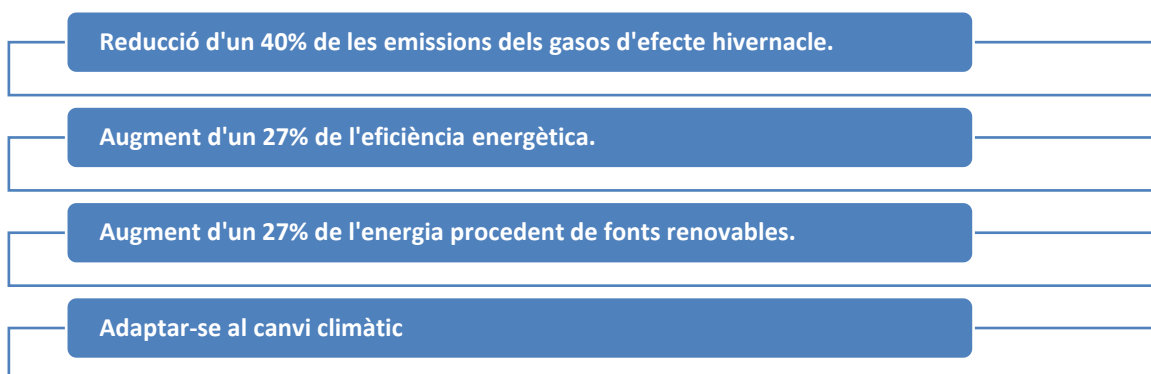 Reducció d'un 40% de les emissions dels gasos d'efecte hivernacle.
Augment d'un 27% de l'eficiència energètica.
Augment d'un 27% de l'energia procedent de fonts renovables.
Adaptar-se al canvi climàtic